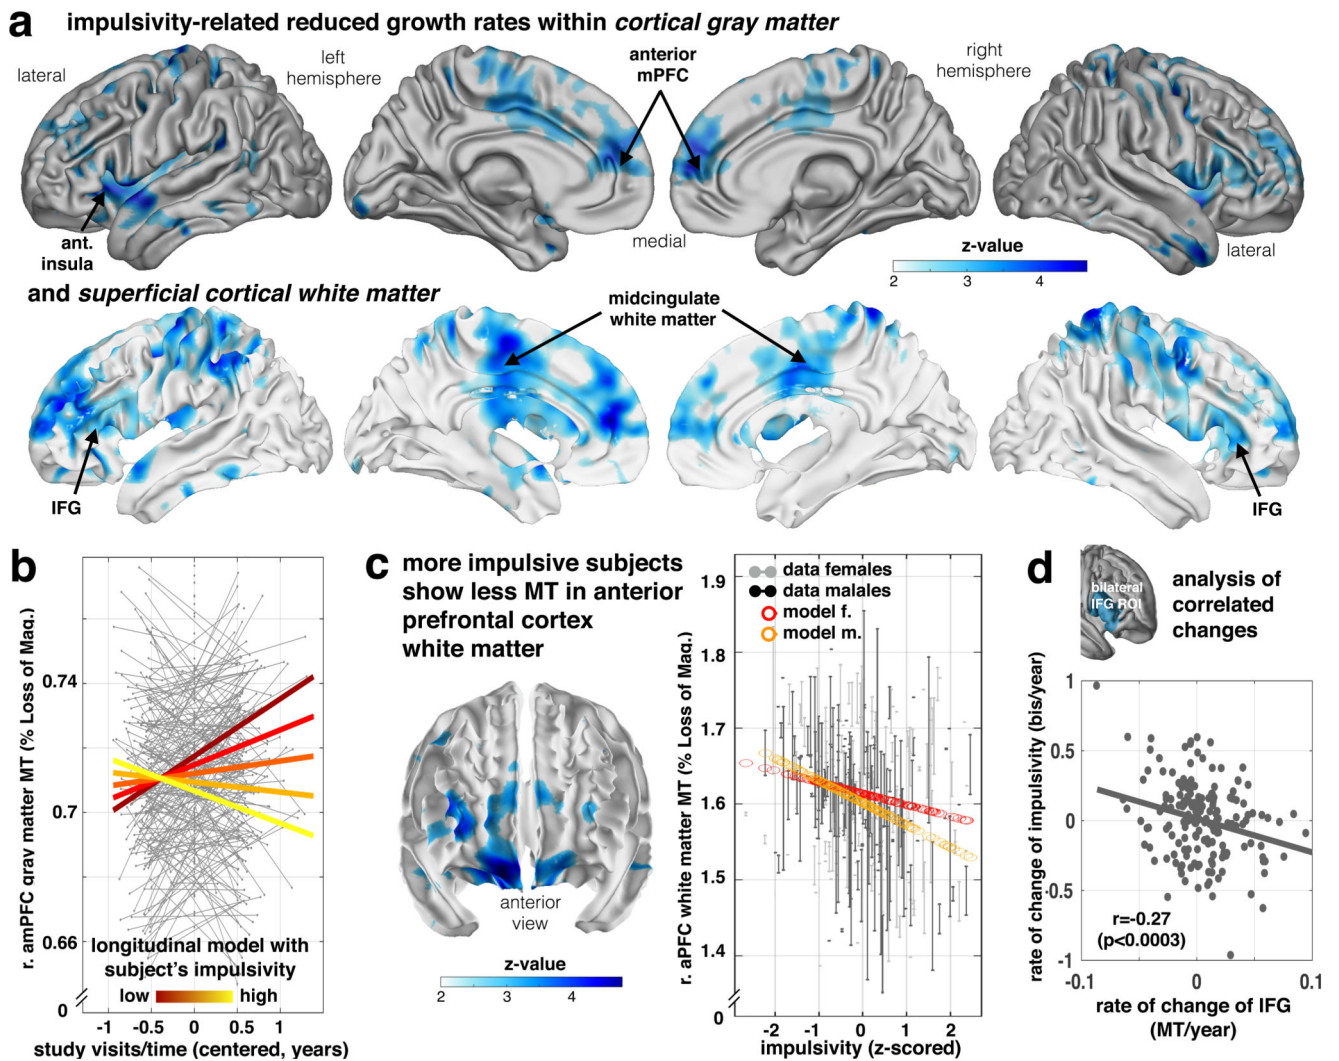 a impulsivity-related reduced growth rates within cortical gray matter
lateral
left
hemisphere
anterior
mPFC
right
hemisphere
ant.
insula
medial
lateral
z-value
2 3 4
and superficial cortical white matter
midcingulate
white matter
IFG
IFG
b
r. amPFC gray matter MT (% Loss of Mag.)
0.74
0.7
0.66
0
longitudinal model with
subject's impulsivity
low high
-1 -0.5 0 0.5 1
study visits/time (centered, years)
c more impulsive subjects
show less MT in anterior
prefrontal cortex
white matter
anterior
view
z-value
2 3 4
r. aPFC white matter MT (% Loss of Mag.)
1.9
1.8
1.7
1.6
1.5
1.4
0
data females
data malales
model f.
model m.
-2 -1 0 1 2
impulsivity (z-scored)
d
bilateral
IFG ROI
analysis of
correlated
changes
rate of change of impulsivity (bis/year)
1
0.5
0
-0.5
-1
r=-0.27
(p<0.0003)
-0.1 0 0.1
rate of change of IFG
(MT/year)